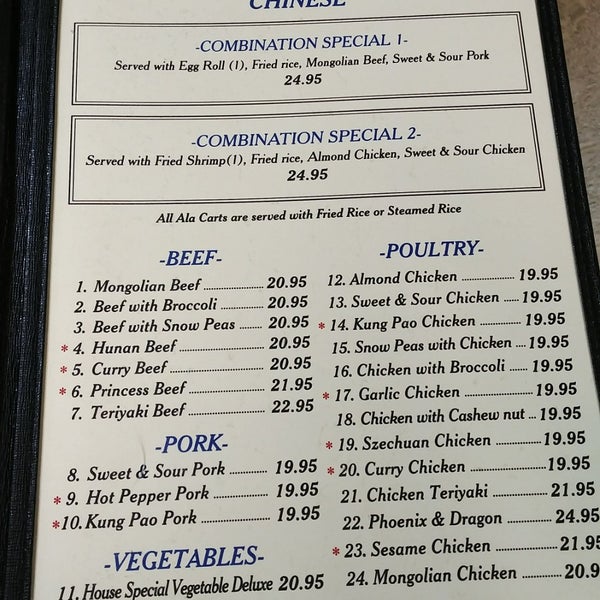 CHINESE
-COMBINATION SPECIAL 1-
Served with Egg Roll (1), Fried rice, Mongolian Beef, Sweet & Sour Pork
24.95
-COMBINATION SPECIAL 2-
Served with Fried Shrimp(1), Fried rice, Almond Chicken, Sweet & Sour Chicken
24.95
All Ala Carts are served with Fried Rice or Steamed Rice
-BEEF-
1. Mongolian Beef ........................ 20.95
2. Beef with Broccoli ................... 20.95
3. Beef with Snow Peas ....... 20.95
* 4. Hunan Beef ............................ 20.95
* 5. Curry Beef .............................. 20.95
* 6. Princess Beef ......................... 21.95
7. Teriyaki Beef .......................... 22.95
-PORK-
8. Sweet & Sour Pork ............ 19.95
* 9. Hot Pepper Pork ................. 19.95
*10. Kung Pao Pork ..................... 19.95
-VEGETABLES-
11. House Special Vegetable Deluxe 20.95
-POULTRY-
12. Almond Chicken ................. 19.95
13. Sweet & Sour Chicken ..... 19.95
* 14. Kung Pao Chicken .............. 19.95
15. Snow Peas with Chicken ... 19.95
16. Chicken with Broccoli ...... 19.95
* 17. Garlic Chicken ...................... 19.95
18. Chicken with Cashew nut .. 19.95
* 19. Szechuan Chicken ............... 19.95
* 20. Curry Chicken ...................... 19.95
21. Chicken Teriyaki ................ 21.95
22. Phoenix & Dragon .............. 24.95
* 23. Sesame Chicken .................. 21.95
24. Mongolian Chicken ............ 20.9